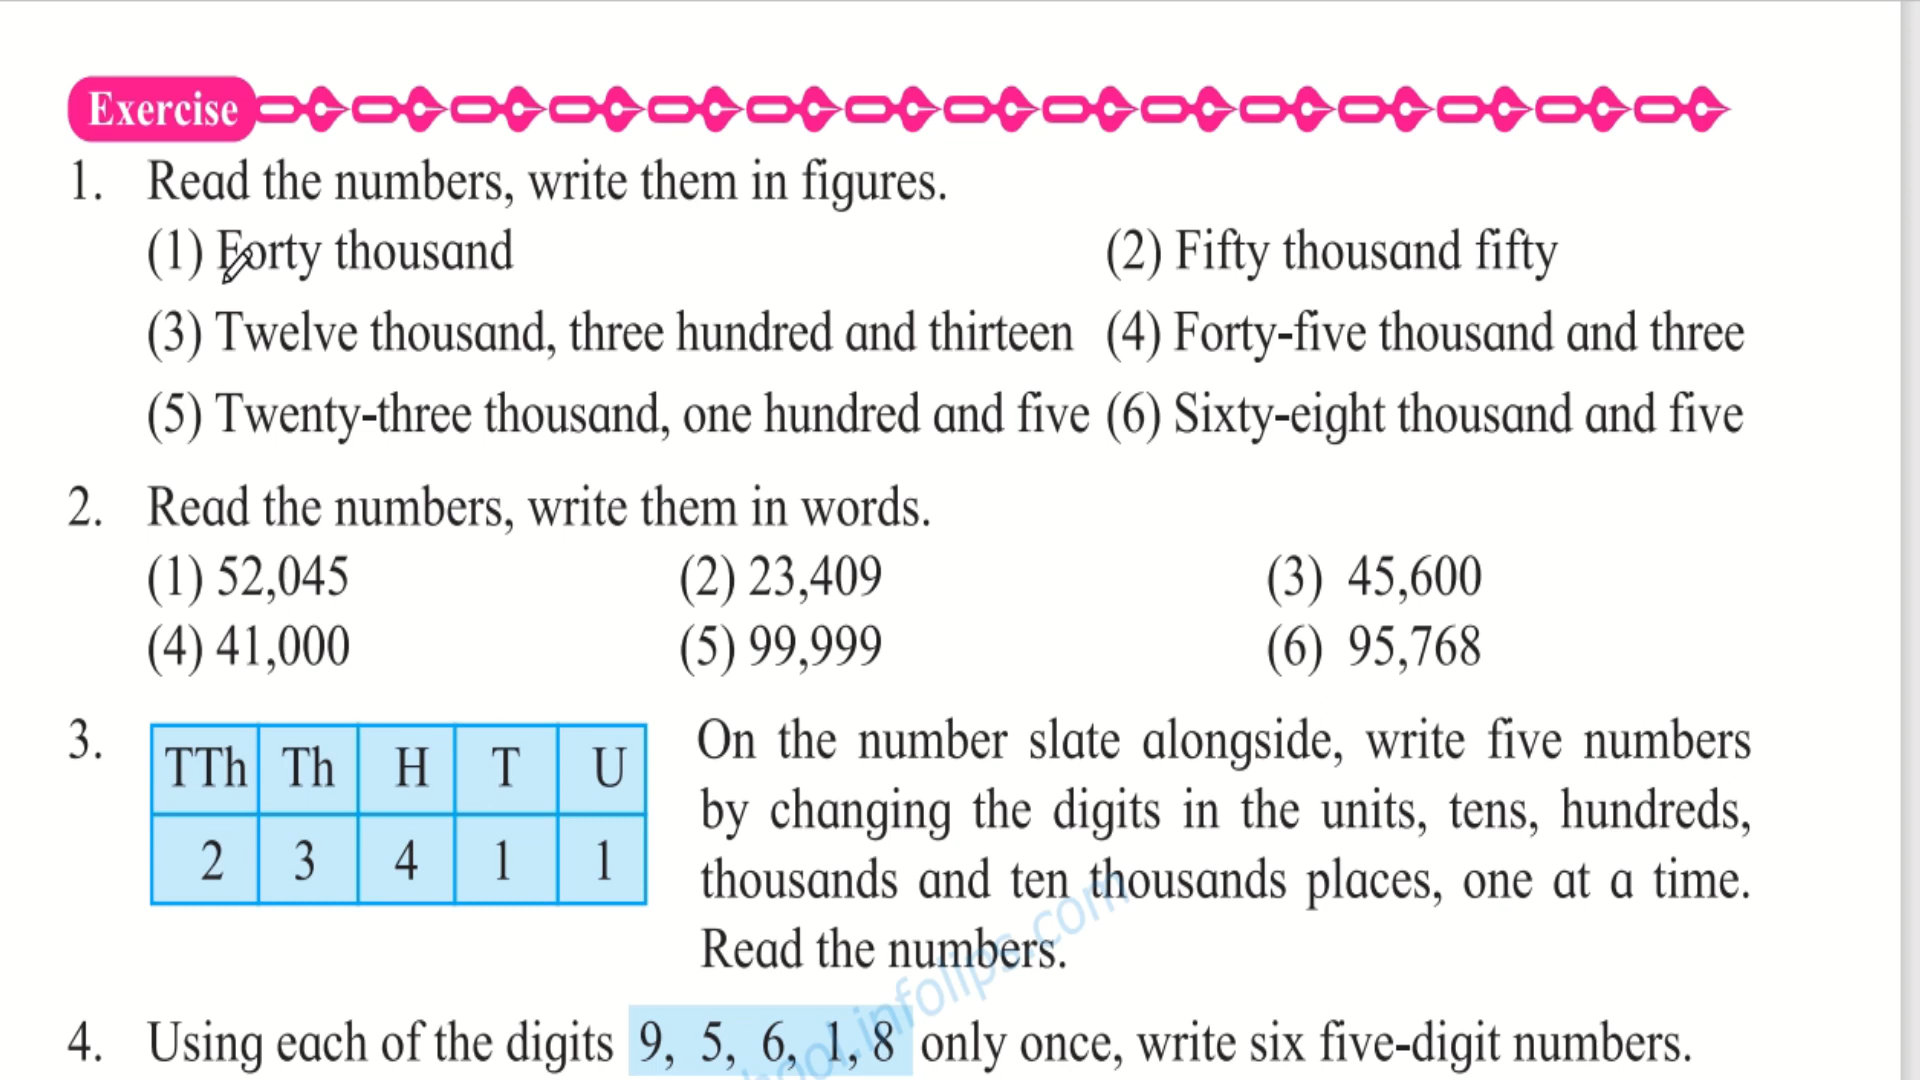 Exercise
1. Read the numbers, write them in figures.
(1) Forty thousand (2) Fifty thousand fifty
(3) Twelve thousand, three hundred and thirteen (4) Forty-five thousand and three
(5) Twenty-three thousand, one hundred and five (6) Sixty-eight thousand and five
2. Read the numbers, write them in words.
(1) 52,045 (2) 23,409 (3) 45,600
(4) 41,000 (5) 99,999 (6) 95,768
3.
TTh Th H T U
2 3 4 1 1
On the number slate alongside, write five numbers
by changing the digits in the units, tens, hundreds,
thousands and ten thousands places, one at a time.
Read the numbers.
4. Using each of the digits 9, 5, 6, 1, 8 only once, write six five-digit numbers.